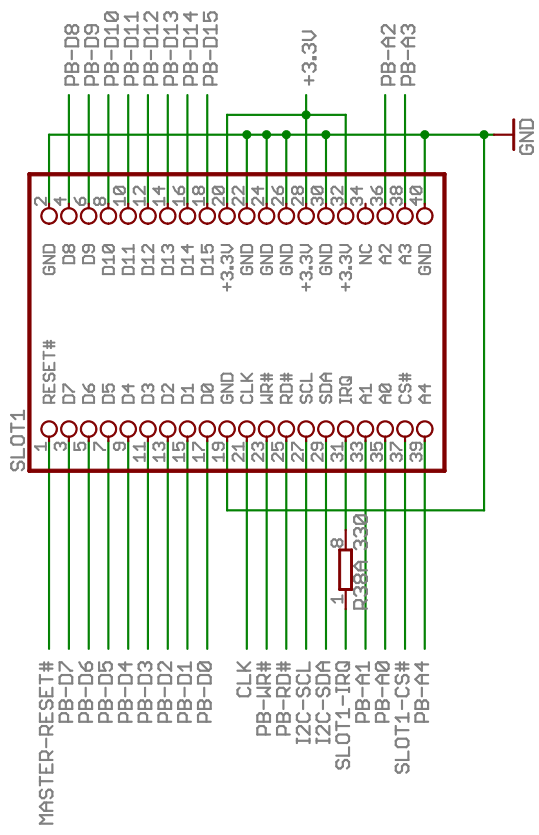 PB-D8
PB-D9
PB-D10
PB-D11
PB-D12
PB-D13
PB-D14
PB-D15
+3.3V
PB-A2
PB-A3
GND
2
4
6
8
10
12
14
16
18
20
22
24
26
28
30
32
34
36
38
40
GND
D8
D9
D10
D11
D12
D13
D14
D15
+3.3V
GND
GND
GND
+3.3V
GND
+3.3V
NC
A2
A3
GND
SLOT1
RESET#
D7
D6
D5
D4
D3
D2
D1
D0
GND
CLK
WR#
RD#
SCL
SDA
IRQ
A1
A0
CS#
A4
1
3
5
7
9
11
13
15
17
19
21
23
25
27
29
31
33
35
37
39
8
1
R38A 330
MASTER-RESET#
PB-D7
PB-D6
PB-D5
PB-D4
PB-D3
PB-D2
PB-D1
PB-D0
CLK
PB-WR#
PB-RD#
I2C-SCL
I2C-SDA
SLOT1-IRQ
PB-A1
PB-A0
SLOT1-CS#
PB-A4